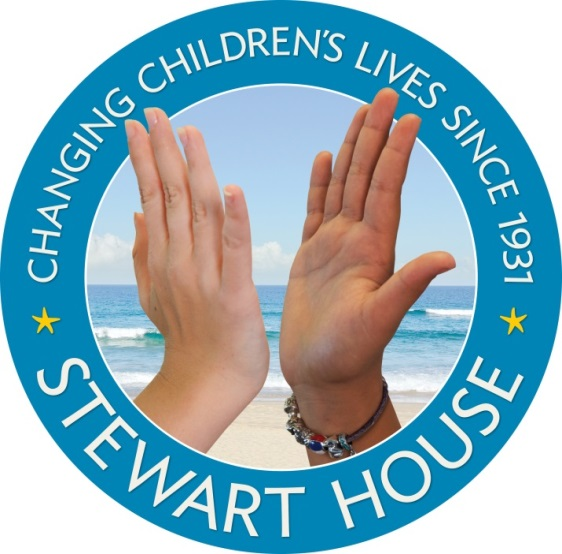 CHANGING CHILDREN'S LIVES SINCE 1931
STEWART HOUSE